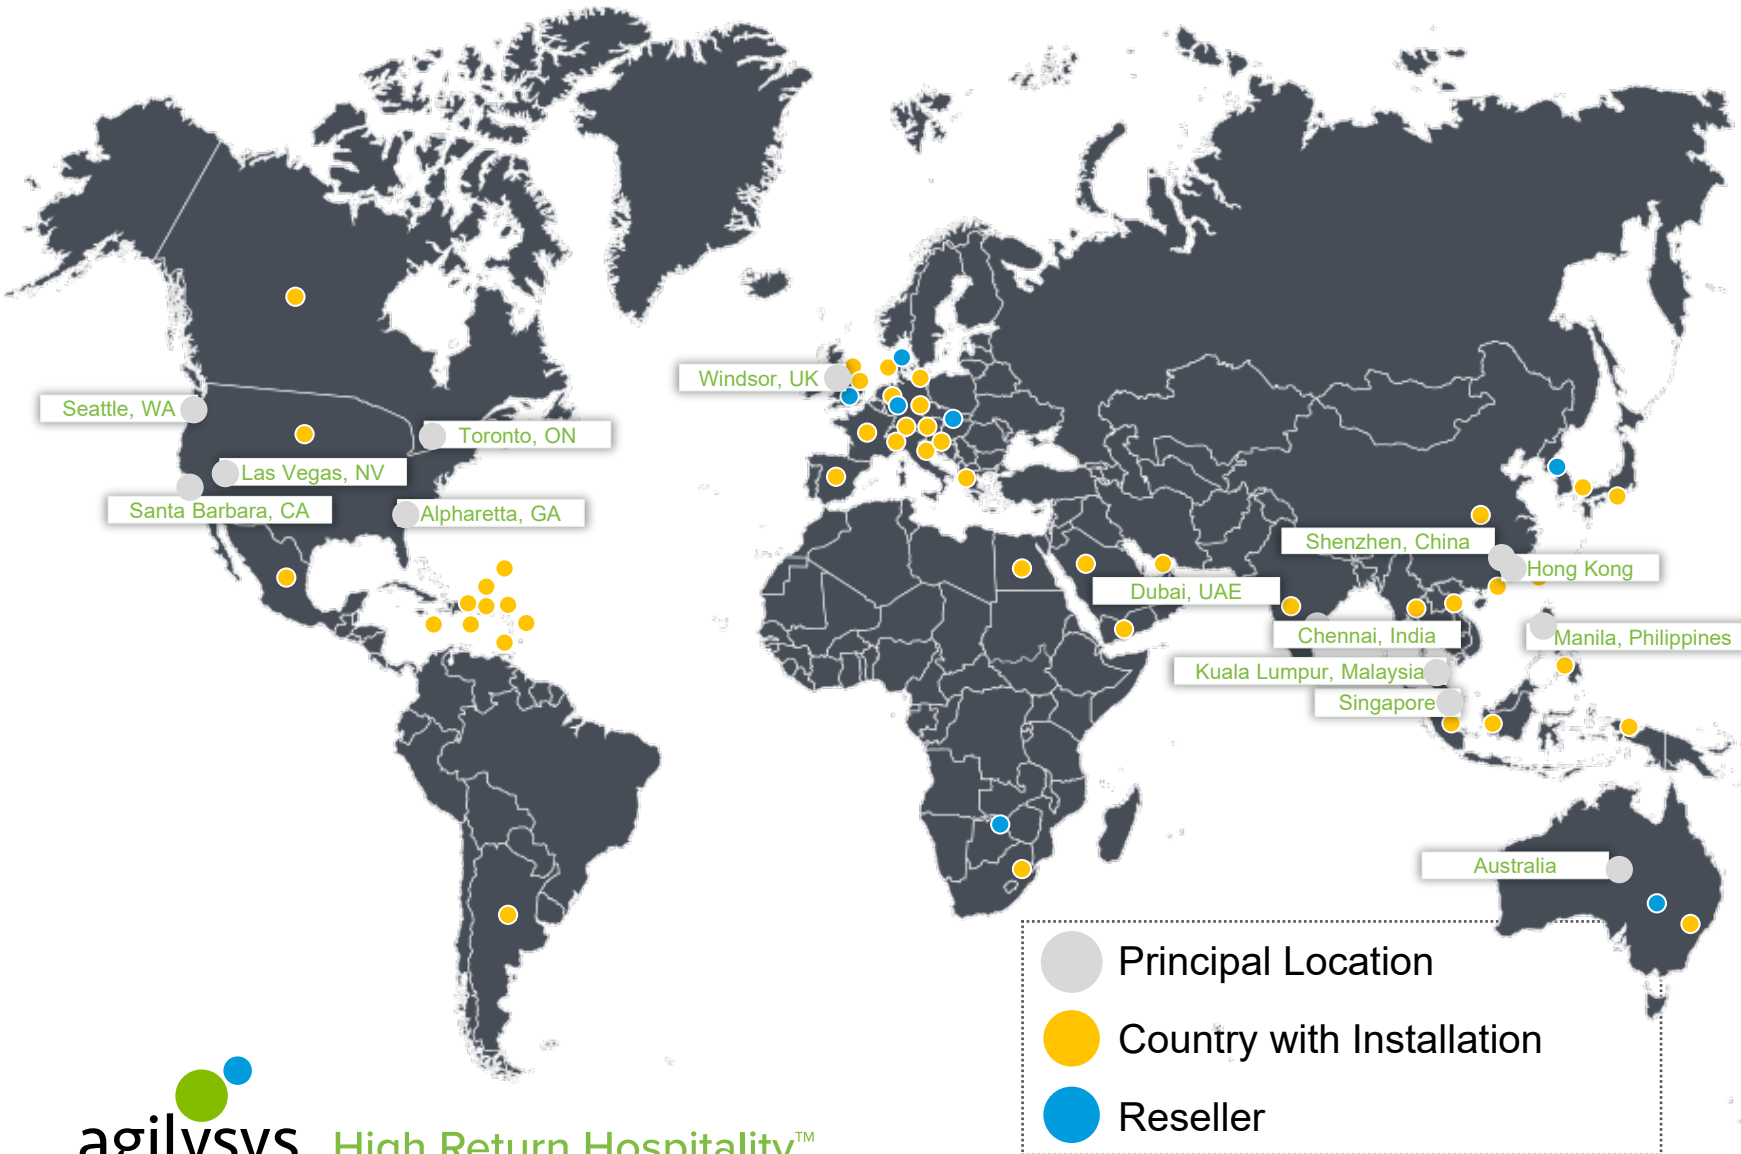 Windsor, UK
Seattle, WA
Toronto, ON
Las Vegas, NV
Santa Barbara, CA
Alpharetta, GA
Shenzhen, China
Hong Kong
Dubai, UAE
Chennai, India
Manila, Philippines
Kuala Lumpur, Malaysia
Singapore
Australia
Principal Location
Country with Installation
Reseller
agilysys High Return Hospitality™